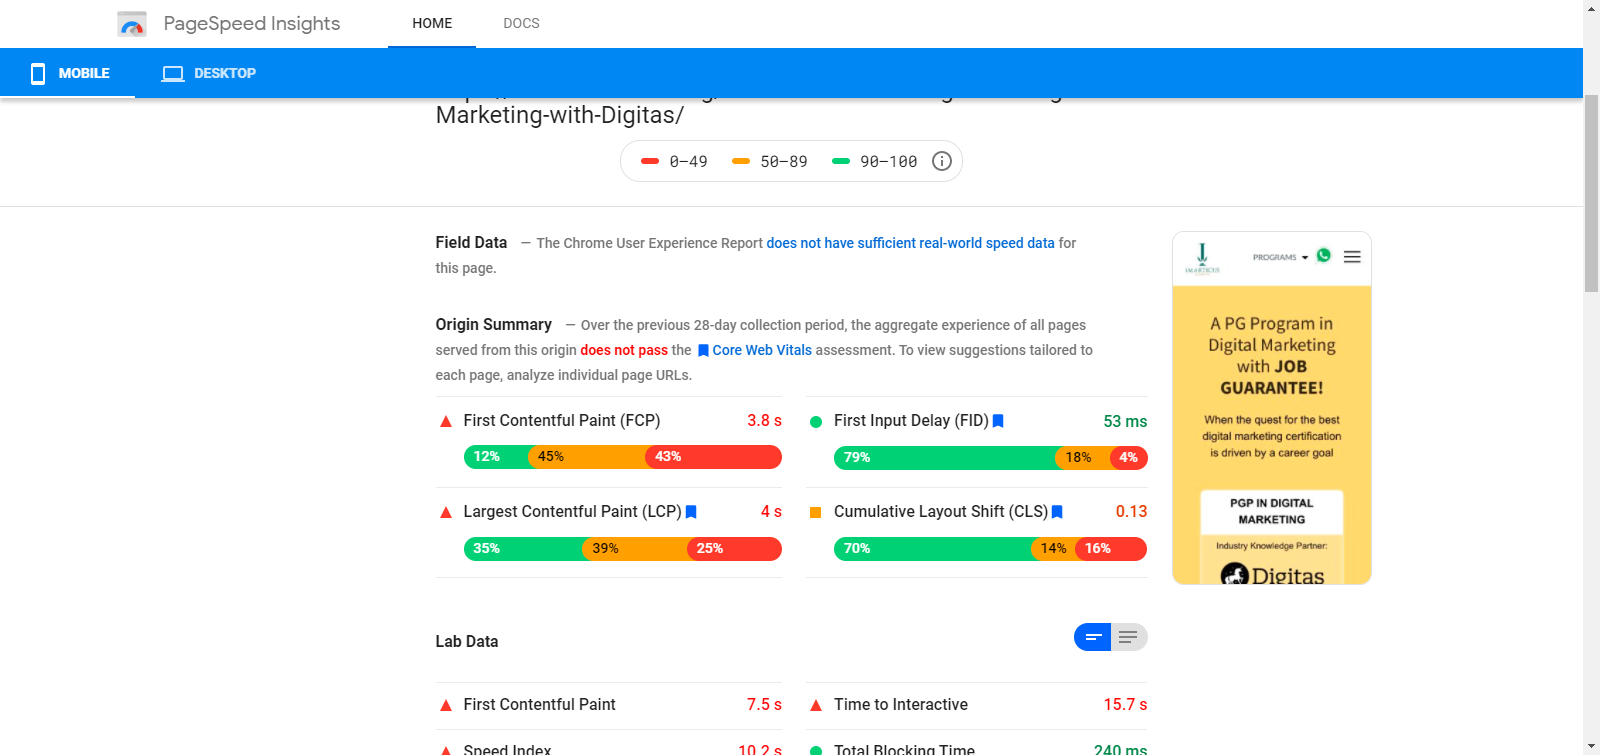 PageSpeed Insights
HOME
DOCS
MOBILE
DESKTOP
Marketing-with-Digitas/
0–49
50–89
90–100
Field Data — The Chrome User Experience Report does not have sufficient real-world speed data for
this page.
Origin Summary — Over the previous 28-day collection period, the aggregate experience of all pages
served from this origin does not pass the Core Web Vitals assessment. To view suggestions tailored to
each page, analyze individual page URLs.
First Contentful Paint (FCP) 3.8 s
12% 45% 43%
First Input Delay (FID) 53 ms
79% 18% 4%
Largest Contentful Paint (LCP) 4 s
35% 39% 25%
Cumulative Layout Shift (CLS) 0.13
70% 14% 16%
Lab Data
First Contentful Paint 7.5 s
Time to Interactive 15.7 s
Speed Index 10.2 s
Total Blocking Time 240 ms
PROGRAMS
A PG Program in
Digital Marketing
with JOB
GUARANTEE!
When the quest for the best
digital marketing certification
is driven by a career goal
PGP IN DIGITAL
MARKETING
Industry Knowledge Partner:
Digitas